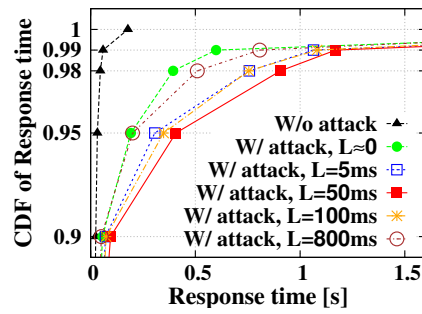 CDF of Response time
1
0.99
0.98
0.95
0.9
W/o attack
W/ attack, L≈0
W/ attack, L=5ms
W/ attack, L=50ms
W/ attack, L=100ms
W/ attack, L=800ms
0 0.5 1 1.5
Response time [s]